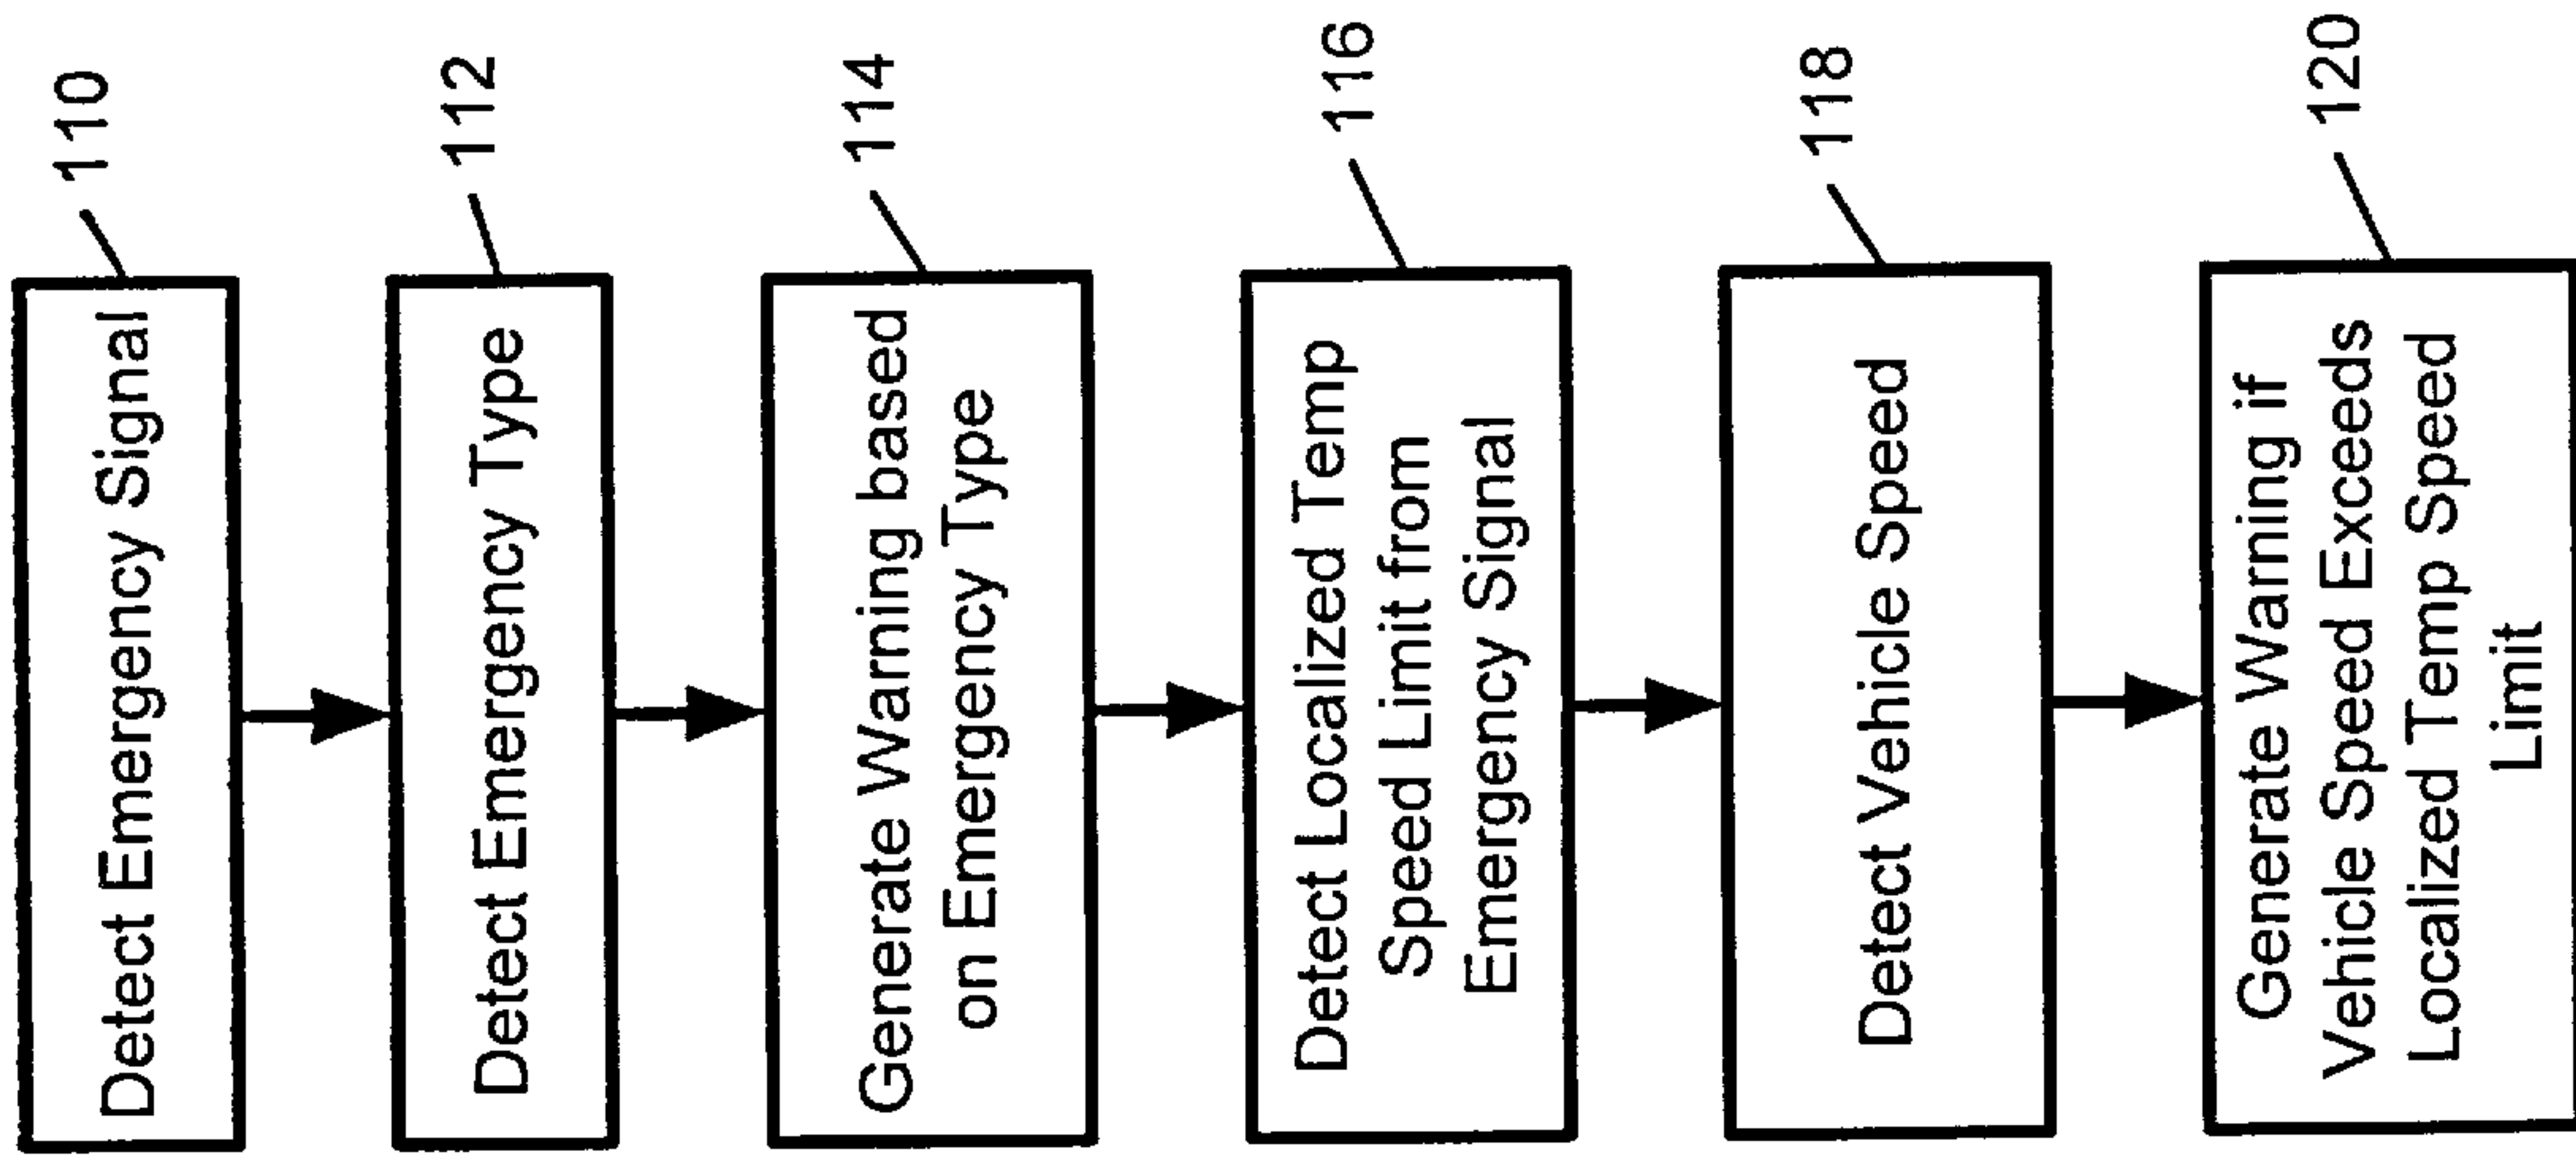 Detect Emergency Signal
110
Detect Emergency Type
112
Generate Warning based
on Emergency Type
114
Detect Localized Temp
Speed Limit from
Emergency Signal
116
Detect Vehicle Speed
118
Generate Warning if
Vehicle Speed Exceeds
Localized Temp Speed
Limit
120